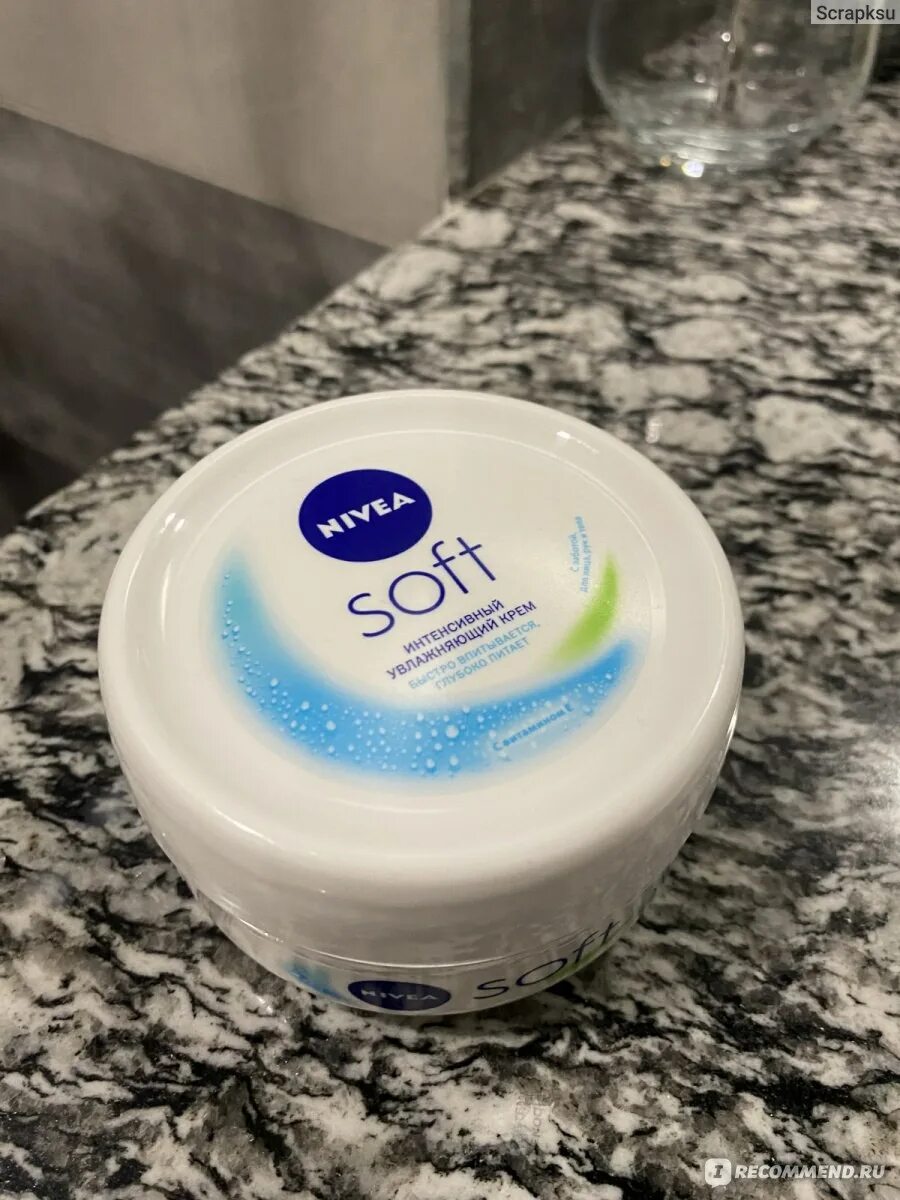 Scrapksu
NIVEA
soft
ИНТЕНСИВНЫЙ
УВЛАЖНЯЮЩИЙ КРЕМ
БЫСТРО ВПИТЫВАЕТСЯ,
ГЛУБОКО ПИТАЕТ
С заботой,
для лица, рук и тела
С витамином Е
NIVEA soft
IRECOMMEND.RU